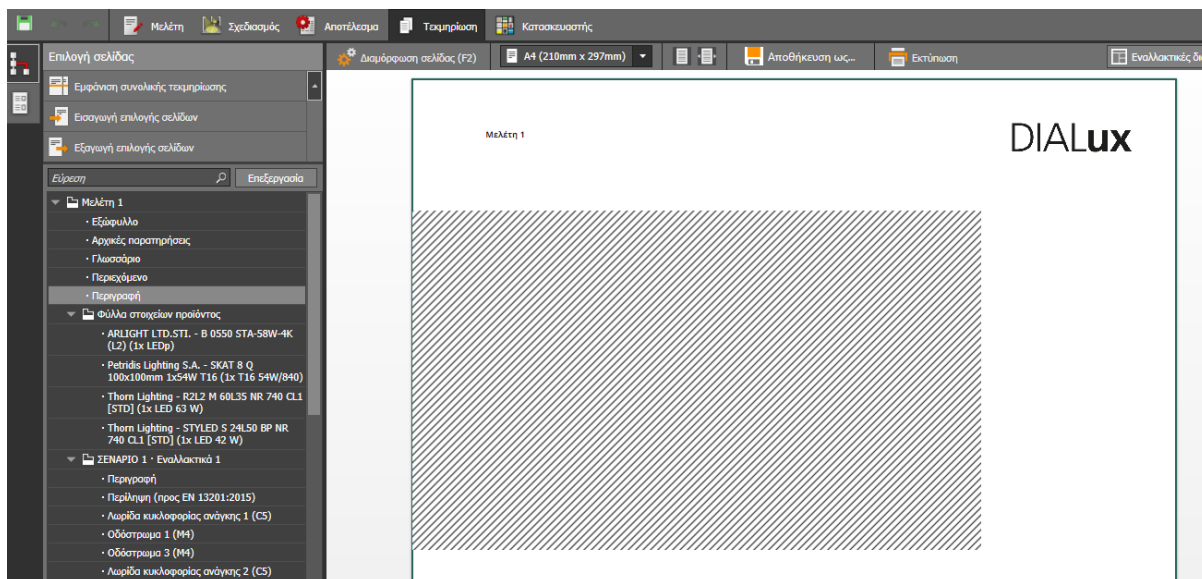 Μελέτη Σχεδιασμός Αποτέλεσμα Τεκμηρίωση Κατασκευαστής
Επιλογή σελίδας
Διαμόρφωση σελίδας (F2) A4 (210mm x 297mm) Αποθήκευση ως... Εκτύπωση Εναλλακτικές
Εμφάνιση συνολικής τεκμηρίωσης
Εισαγωγή επιλογής σελίδων
Εξαγωγή επιλογής σελίδων
Εύρεση Επεξεργασία
Μελέτη 1
· Εξώφυλλο
· Αρχικές παρατηρήσεις
· Γλωσσάριο
· Περιεχόμενο
· Περιγραφή
Φύλλα στοιχείων προϊόντος
· ARLIGHT LTD.STI. - B 0550 STA-58W-4K
(L2) (1x LEDp)
· Petridis Lighting S.A. - SKAT 8 Q
100x100mm 1x54W T16 (1x T16 54W/840)
· Thorn Lighting - R2L2 M 60L35 NR 740 CL1
[STD] (1x LED 63 W)
· Thorn Lighting - STYLED S 24L50 BP NR
740 CL1 [STD] (1x LED 42 W)
ΣΕΝΑΡΙΟ 1 · Εναλλακτικά 1
· Περιγραφή
· Περίληψη (προς EN 13201:2015)
· Λωρίδα κυκλοφορίας ανάγκης 1 (C5)
· Οδόστρωμα 1 (M4)
· Οδόστρωμα 3 (M4)
· Λωρίδα κυκλοφορίας ανάγκης 2 (C5)
Μελέτη 1
DIALux